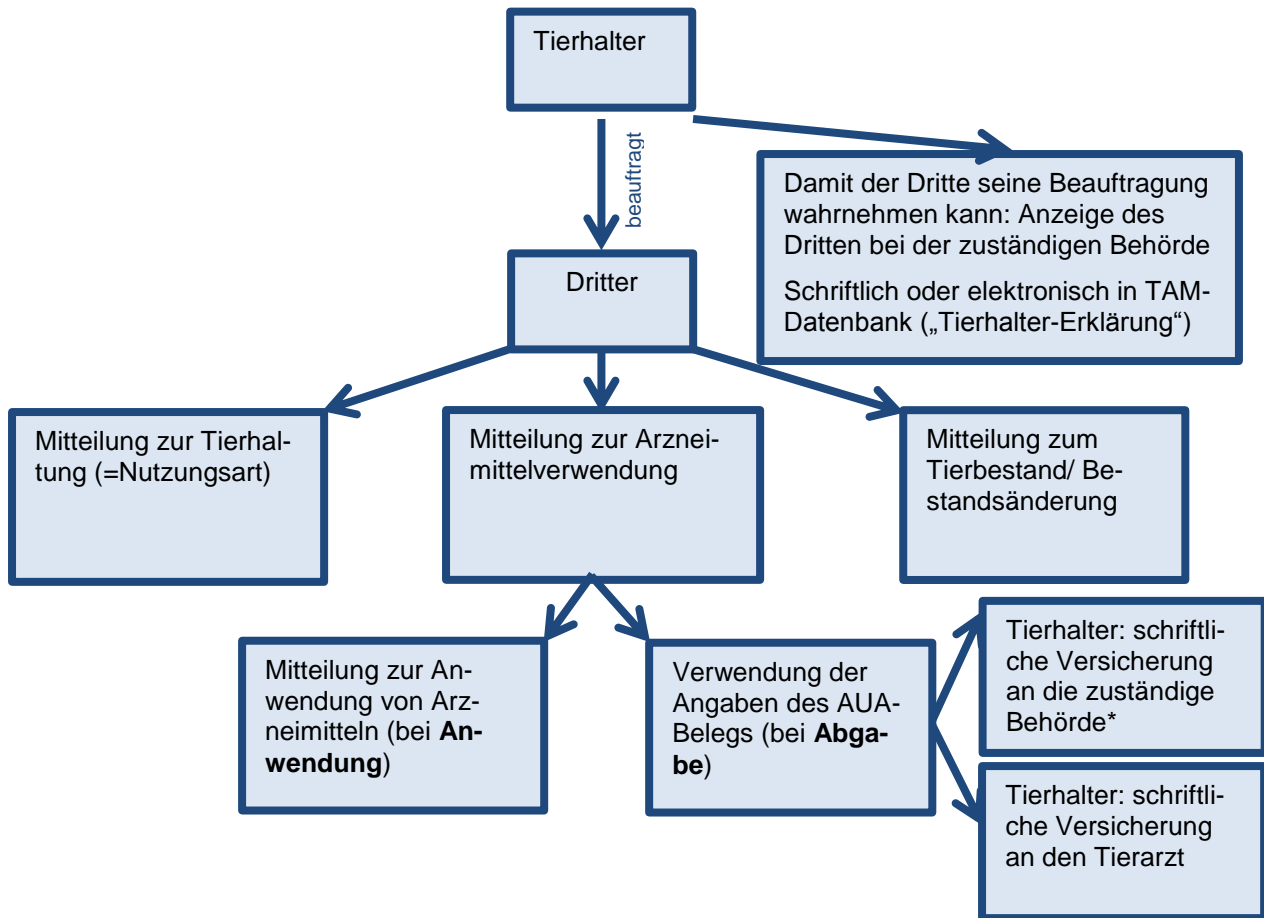 Tierhalter
beauftragt
Damit der Dritte seine Beauftragung
wahrnehmen kann: Anzeige des
Dritten bei der zuständigen Behörde
Schriftlich oder elektronisch in TAM-
Datenbank („Tierhalter-Erklärung“)
Dritter
Mitteilung zur Tierhal-
tung (=Nutzungsart)
Mitteilung zur Arznei-
mittelverwendung
Mitteilung zum
Tierbestand/ Be-
standsänderung
Mitteilung zur An-
wendung von Arz-
neimitteln (bei An-
wendung)
Verwendung der
Angaben des AUA-
Belegs (bei Abga-
be)
Tierhalter: schriftli-
che Versicherung
an die zuständige
Behörde*
Tierhalter: schriftli-
che Versicherung
an den Tierarzt